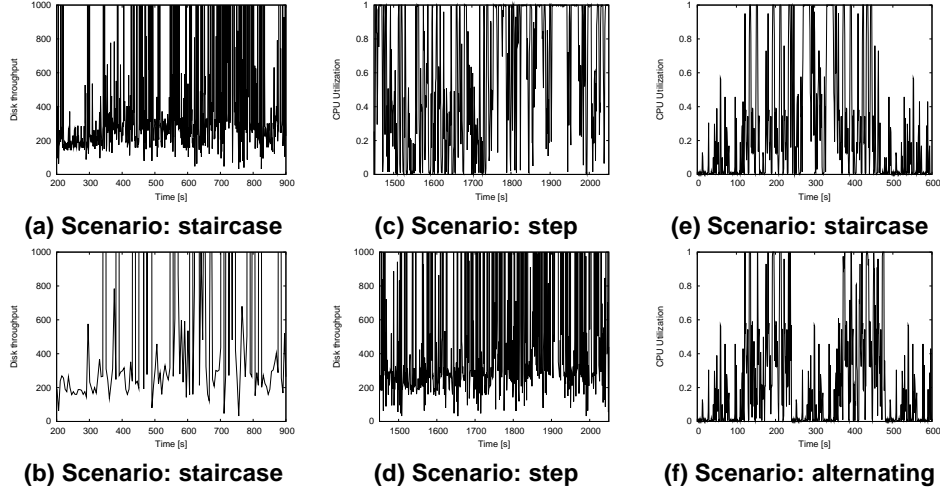 1000
800
600
400
200
0
Disk throughput
200 300 400 500 600 700 800 900
Time [s]
(a) Scenario: staircase
1
0.8
0.6
0.4
0.2
0
CPU Utilization
1500 1600 1700 1800 1900 2000
Time [s]
(c) Scenario: step
1
0.8
0.6
0.4
0.2
0
CPU Utilization
0 100 200 300 400 500 600
Time [s]
(e) Scenario: staircase
1000
800
600
400
200
0
Disk throughput
200 300 400 500 600 700 800 900
Time [s]
(b) Scenario: staircase
1000
800
600
400
200
0
Disk throughput
1500 1600 1700 1800 1900 2000
Time [s]
(d) Scenario: step
1
0.8
0.6
0.4
0.2
0
CPU Utilization
0 100 200 300 400 500 600
Time [s]
(f) Scenario: alternating